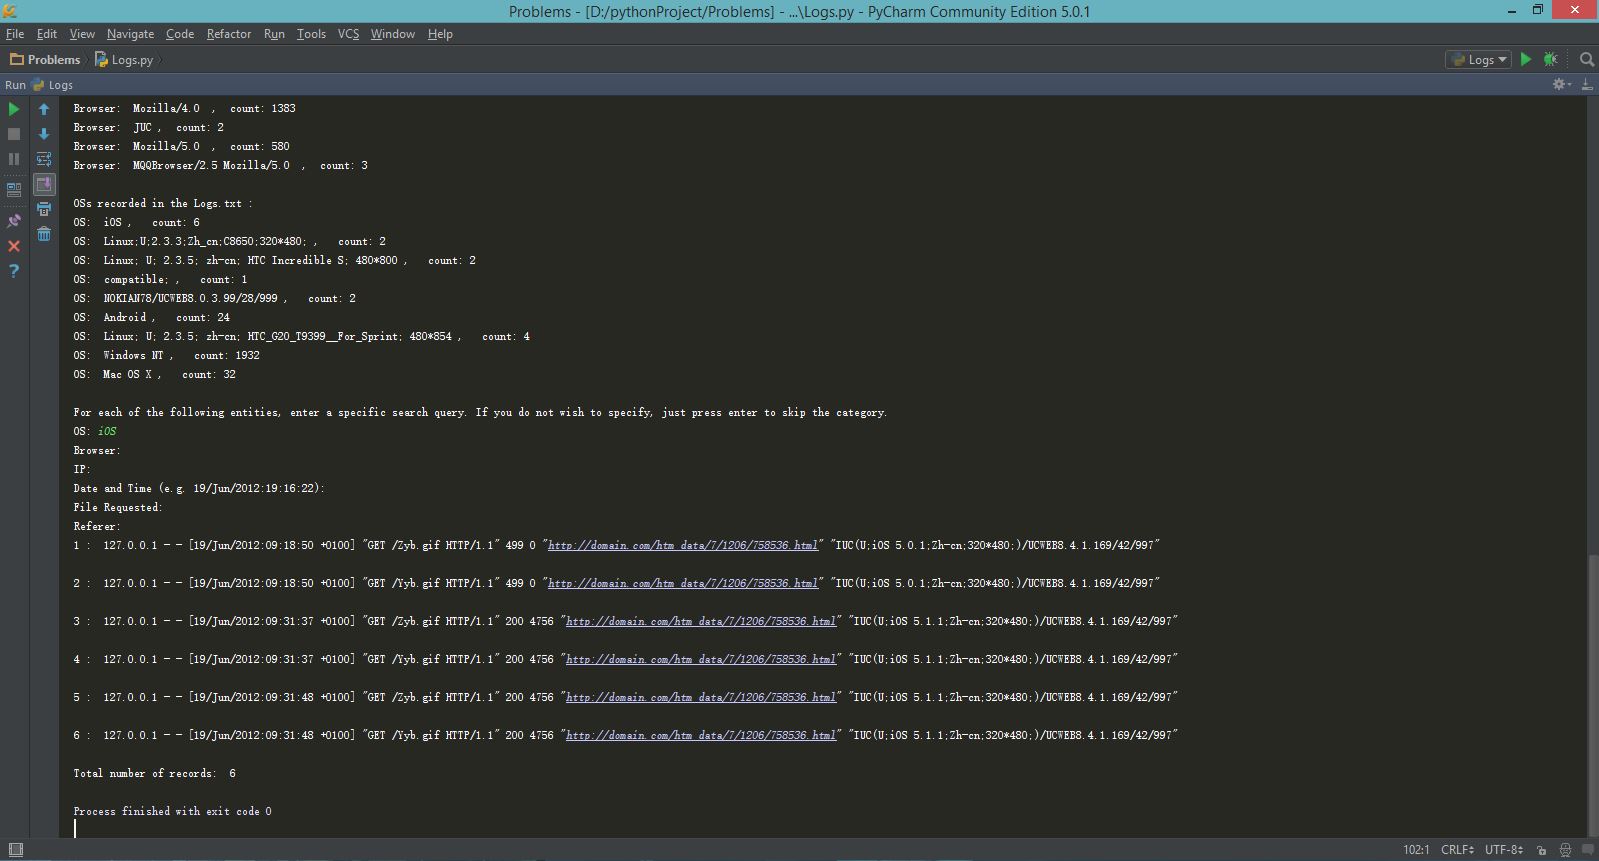 Problems - [D:/pythonProject/Problems] - ...\Logs.py - PyCharm Community Edition 5.0.1
File Edit View Navigate Code Refactor Run Tools VCS Window Help
Problems Logs.py Logs
Run Logs
Browser: Mozilla/4.0 , count: 1383
Browser: JUC , count: 2
Browser: Mozilla/5.0 , count: 580
Browser: MQQBrowser/2.5 Mozilla/5.0 , count: 3
OSs recorded in the Logs.txt :
OS: iOS , count: 6
OS: Linux;U;2.3.3;Zh_cn;C8650;320*480; , count: 2
OS: Linux; U; 2.3.5; zh-cn; HTC Incredible S; 480*800 , count: 2
OS: compatible; , count: 1
OS: NOKIAN78/UCWEB8.0.3.99/28/999 , count: 2
OS: Android , count: 24
OS: Linux; U; 2.3.5; zh-cn; HTC_G20_T9399__For_Sprint; 480*854 , count: 4
OS: Windows NT , count: 1932
OS: Mac OS X , count: 32
For each of the following entities, enter a specific search query. If you do not wish to specify, just press enter to skip the category.
OS: iOS
Browser:
IP:
Date and Time (e.g. 19/Jun/2012:19:16:22):
File Requested:
Referer:
1 : 127.0.0.1 - - [19/Jun/2012:09:18:50 +0100] "GET /Zyb.gif HTTP/1.1" 499 0 "http://domain.com/htm_data/7/1206/758536.html" "IUC(U;iOS 5.0.1;Zh-cn;320*480;)/UCWEB8.4.1.169/42/997"
2 : 127.0.0.1 - - [19/Jun/2012:09:18:50 +0100] "GET /Yyb.gif HTTP/1.1" 499 0 "http://domain.com/htm_data/7/1206/758536.html" "IUC(U;iOS 5.0.1;Zh-cn;320*480;)/UCWEB8.4.1.169/42/997"
3 : 127.0.0.1 - - [19/Jun/2012:09:31:37 +0100] "GET /Zyb.gif HTTP/1.1" 200 4756 "http://domain.com/htm_data/7/1206/758536.html" "IUC(U;iOS 5.1.1;Zh-cn;320*480;)/UCWEB8.4.1.169/42/997"
4 : 127.0.0.1 - - [19/Jun/2012:09:31:37 +0100] "GET /Yyb.gif HTTP/1.1" 200 4756 "http://domain.com/htm_data/7/1206/758536.html" "IUC(U;iOS 5.1.1;Zh-cn;320*480;)/UCWEB8.4.1.169/42/997"
5 : 127.0.0.1 - - [19/Jun/2012:09:31:48 +0100] "GET /Zyb.gif HTTP/1.1" 200 4756 "http://domain.com/htm_data/7/1206/758536.html" "IUC(U;iOS 5.1.1;Zh-cn;320*480;)/UCWEB8.4.1.169/42/997"
6 : 127.0.0.1 - - [19/Jun/2012:09:31:48 +0100] "GET /Yyb.gif HTTP/1.1" 200 4756 "http://domain.com/htm_data/7/1206/758536.html" "IUC(U;iOS 5.1.1;Zh-cn;320*480;)/UCWEB8.4.1.169/42/997"
Total number of records: 6
Process finished with exit code 0
102:1 CRLF UTF-8